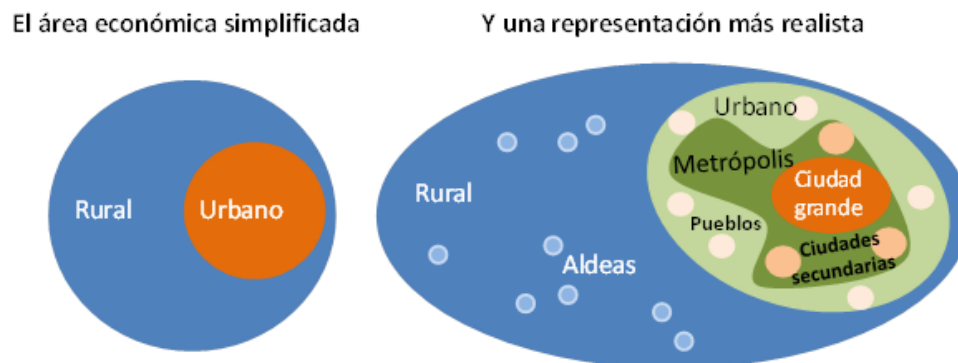 El área económica simplificada
Y una representación más realista
Rural
Urbano
Urbano
Metrópolis
Rural
Ciudad
grande
Pueblos
Ciudades
secundarias
Aldeas